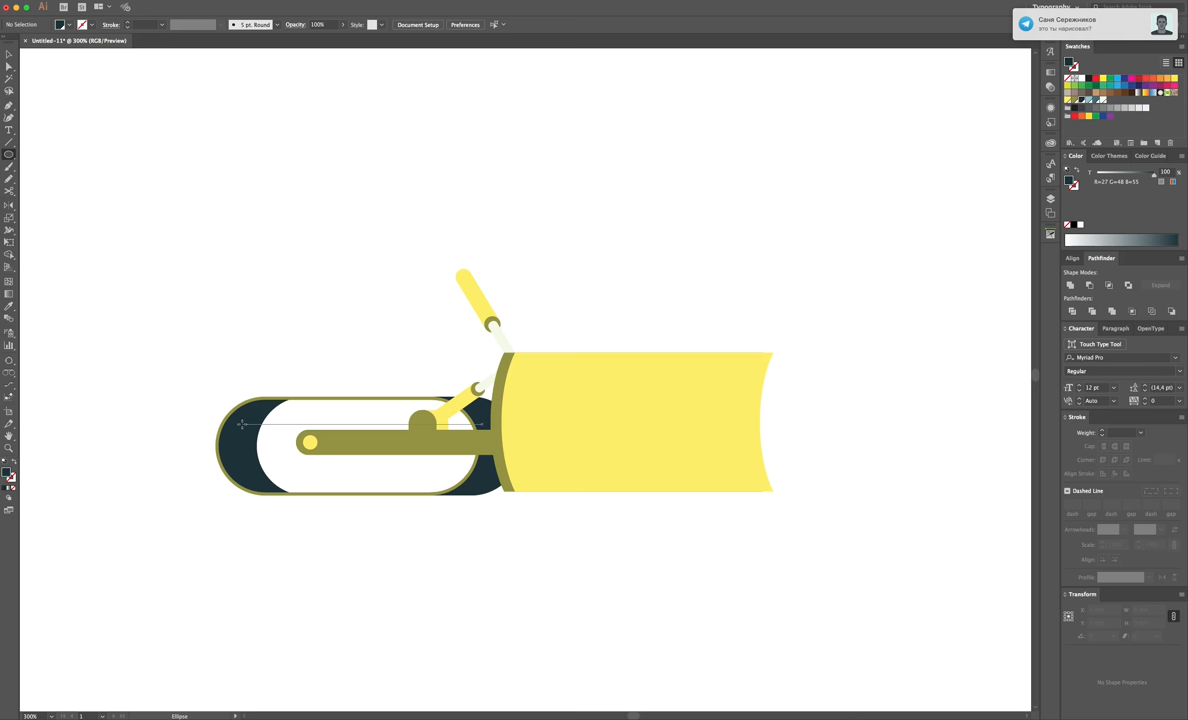 Ai
Br
St
Typography
No Selection
Stroke:
5 pt. Round
Opacity:
100%
Style:
Document Setup
Preferences
Саня Сережников
это ты нарисовал?
Untitled-11* @ 300% (RGB/Preview)
Swatches
Color
Color Themes
Color Guide
T
100
%
R=27 G=48 B=55
Align
Pathfinder
Shape Modes:
Expand
Pathfinders:
Character
Paragraph
OpenType
Touch Type Tool
Myriad Pro
Regular
12 pt
(14,4 pt)
Auto
0
Stroke
Weight:
Cap:
Corner:
Limit:
Align Stroke:
Dashed Line
dash
gap
dash
gap
dash
gap
Arrowheads:
Scale:
Align:
Profile:
Transform
X:
W:
Y:
H:
No Shape Properties
300%
1
Ellipse